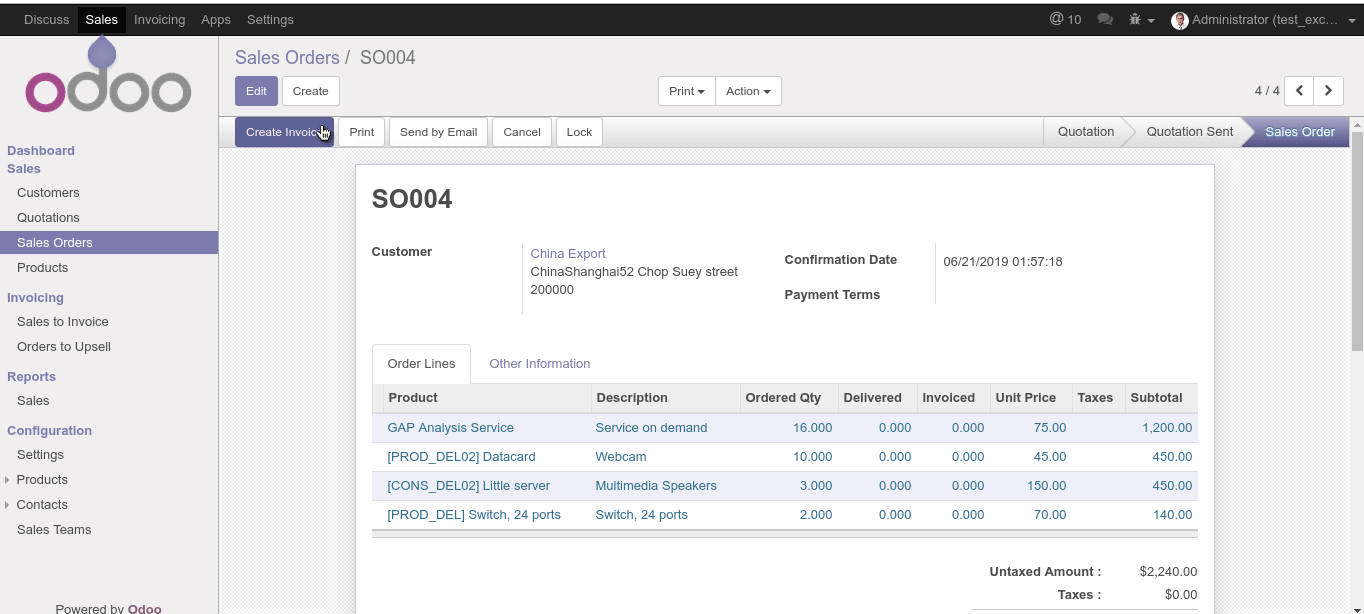 Discuss Sales Invoicing Apps Settings @ 10 Administrator (test_exc...
odoo
Sales Orders / SO004
Edit Create Print Action 4 / 4
Create Invoic Print Send by Email Cancel Lock Quotation Quotation Sent Sales Order
Dashboard
Sales
Customers
Quotations
Sales Orders
Products
Invoicing
Sales to Invoice
Orders to Upsell
Reports
Sales
Configuration
Settings
Products
Contacts
Sales Teams
Powered by Odoo
SO004
Customer
China Export
ChinaShanghai52 Chop Suey street
200000
Confirmation Date 06/21/2019 01:57:18
Payment Terms
Order Lines Other Information
Product Description Ordered Qty Delivered Invoiced Unit Price Taxes Subtotal
GAP Analysis Service Service on demand 16.000 0.000 0.000 75.00 1,200.00
[PROD_DEL02] Datacard Webcam 10.000 0.000 0.000 45.00 450.00
[CONS_DEL02] Little server Multimedia Speakers 3.000 0.000 0.000 150.00 450.00
[PROD_DEL] Switch, 24 ports Switch, 24 ports 2.000 0.000 0.000 70.00 140.00
Untaxed Amount : $2,240.00
Taxes : $0.00